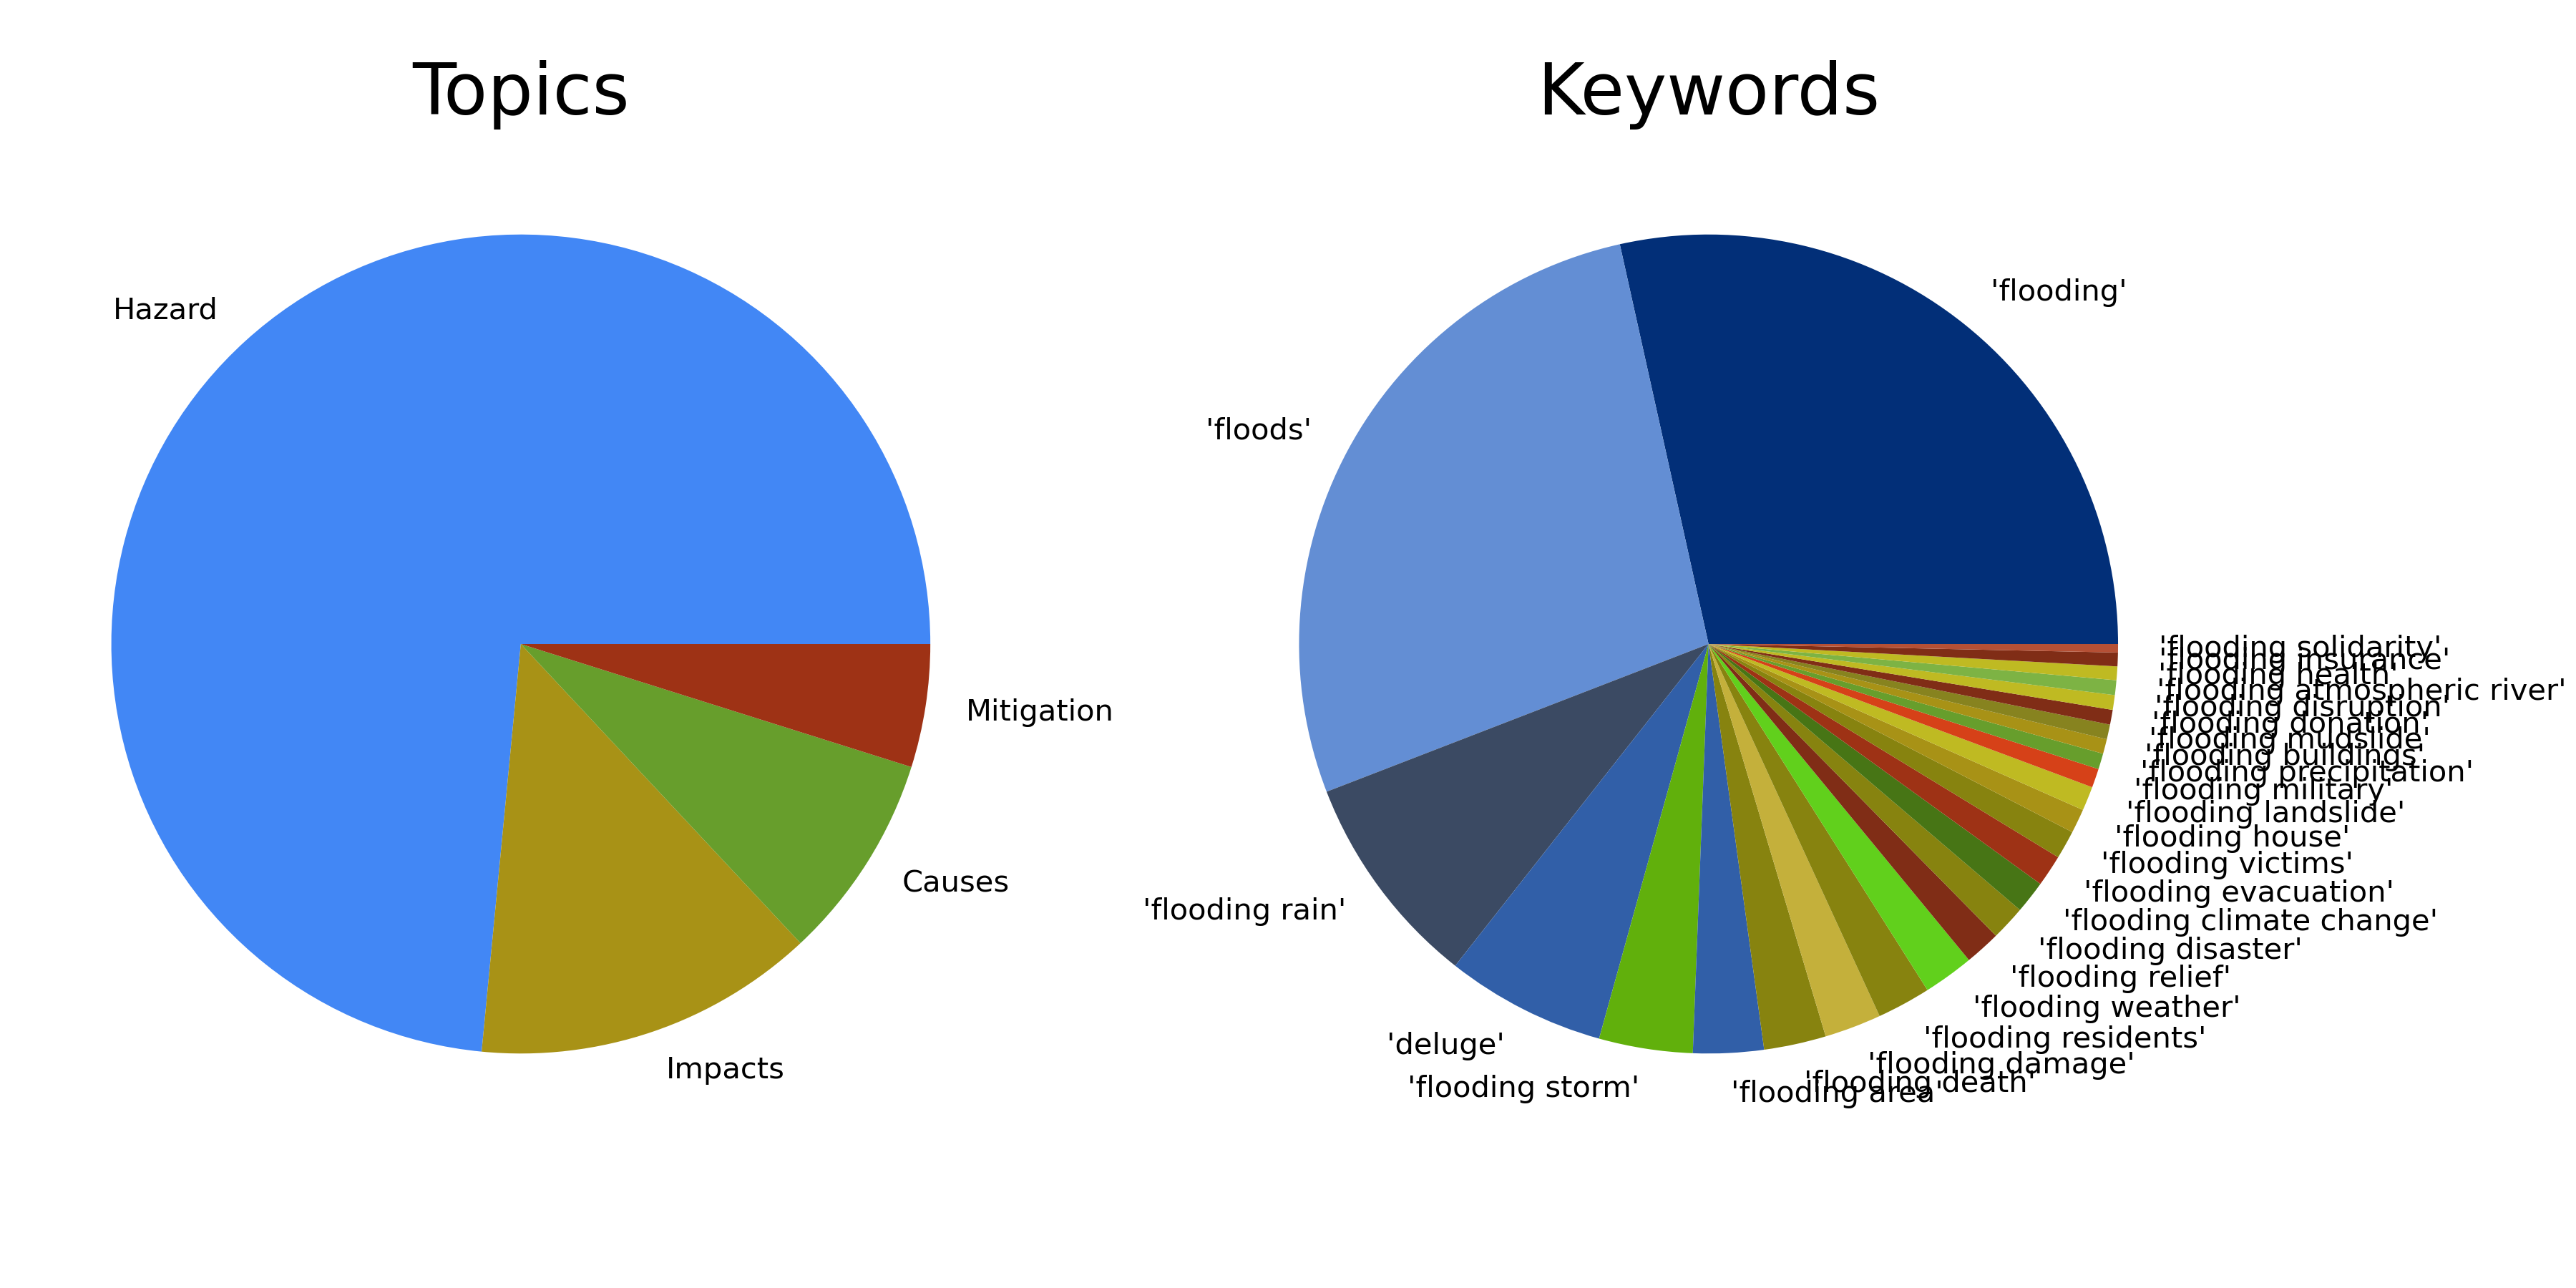 Topics
Hazard
Mitigation
Causes
Impacts
Keywords
'flooding'
'floods'
'flooding rain'
'deluge'
'flooding storm'
'flooding area'
'flooding death'
'flooding damage'
'flooding residents'
'flooding weather'
'flooding relief'
'flooding disaster'
'flooding climate change'
'flooding evacuation'
'flooding victims'
'flooding house'
'flooding landslide'
'flooding military'
'flooding precipitation'
'flooding buildings'
'flooding mudslide'
'flooding donation'
'flooding disruption'
'flooding atmospheric river'
'flooding health'
'flooding insurance'
'flooding solidarity'